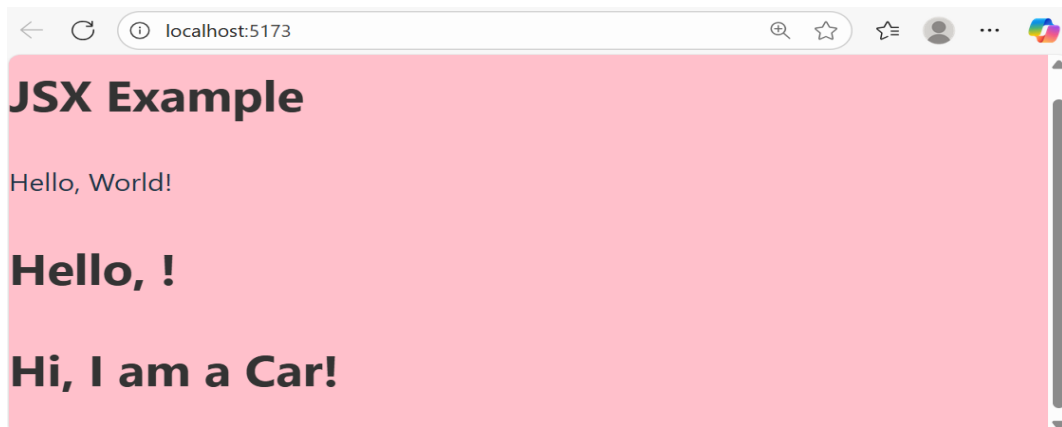 localhost:5173
JSX Example
Hello, World!
Hello, !
Hi, I am a Car!